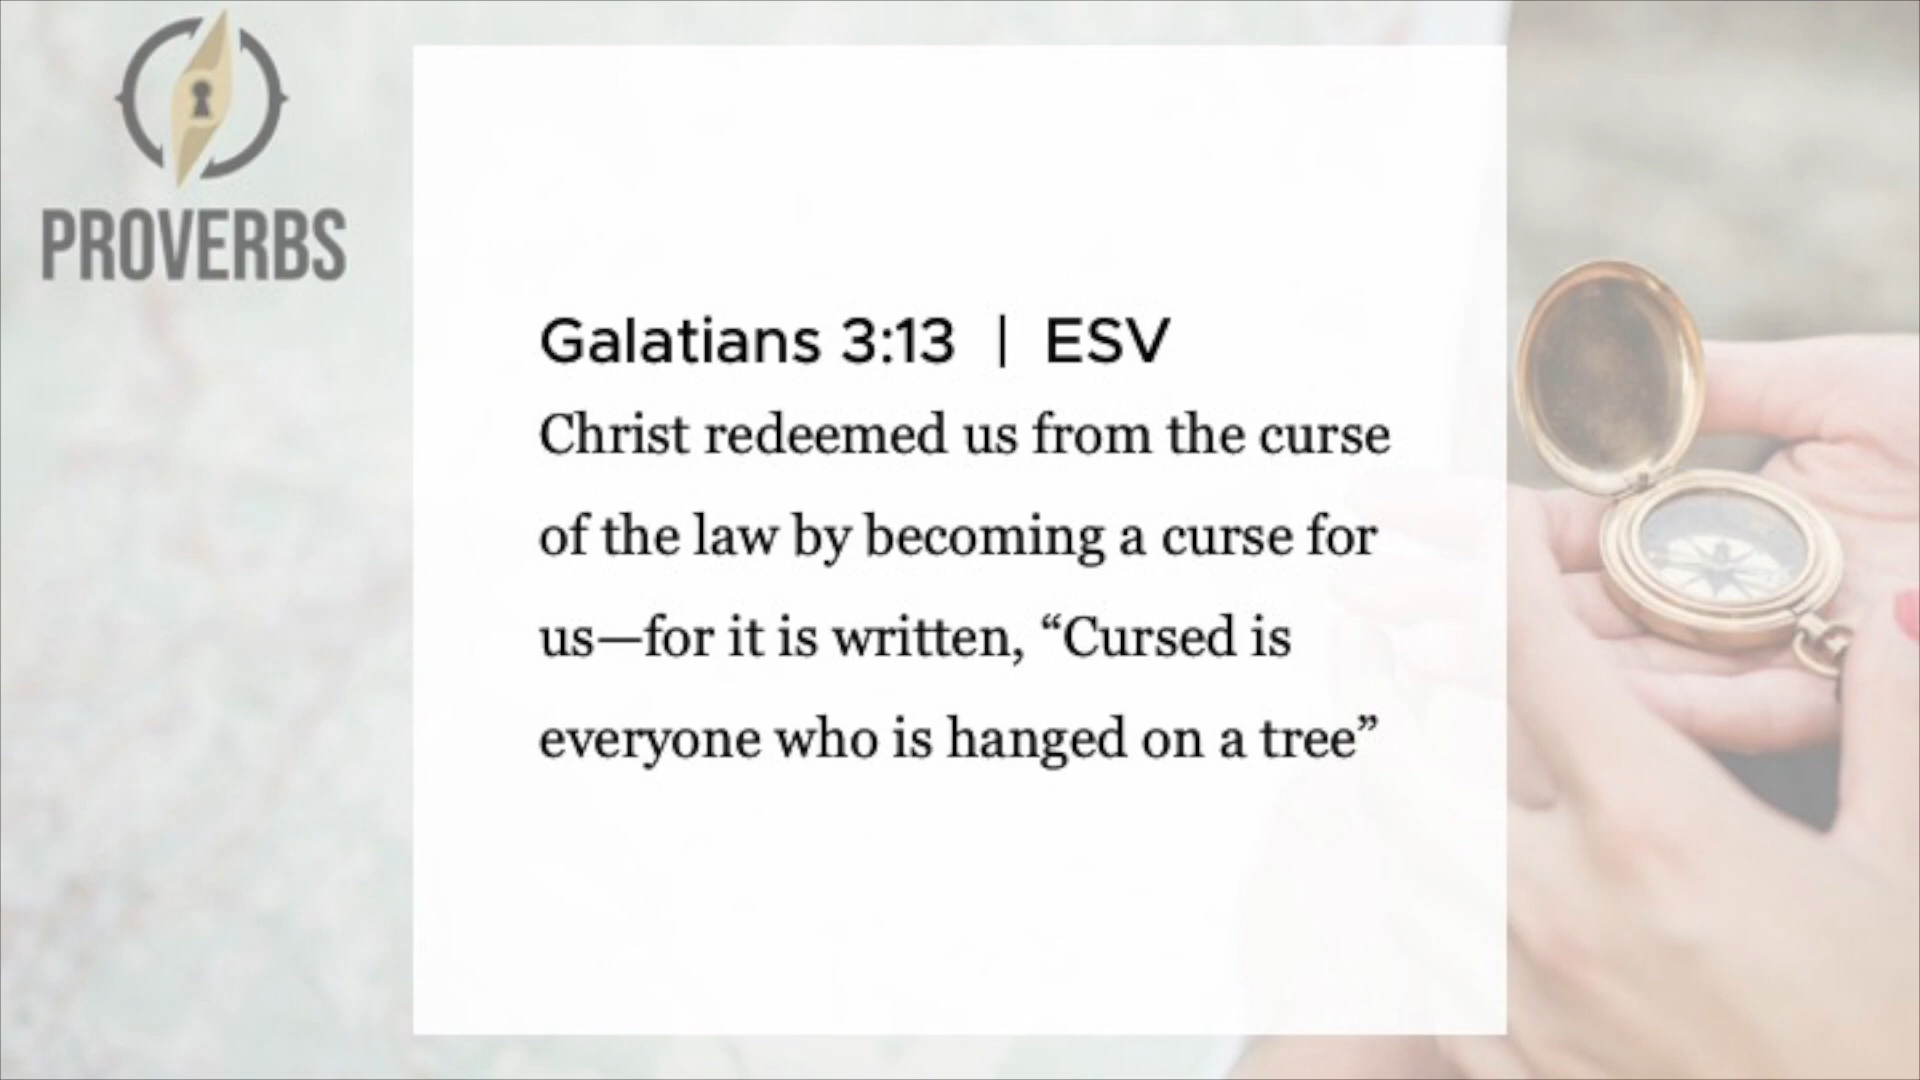 PROVERBS
Galatians 3:13 | ESV
Christ redeemed us from the curse
of the law by becoming a curse for
us—for it is written, “Cursed is
everyone who is hanged on a tree”